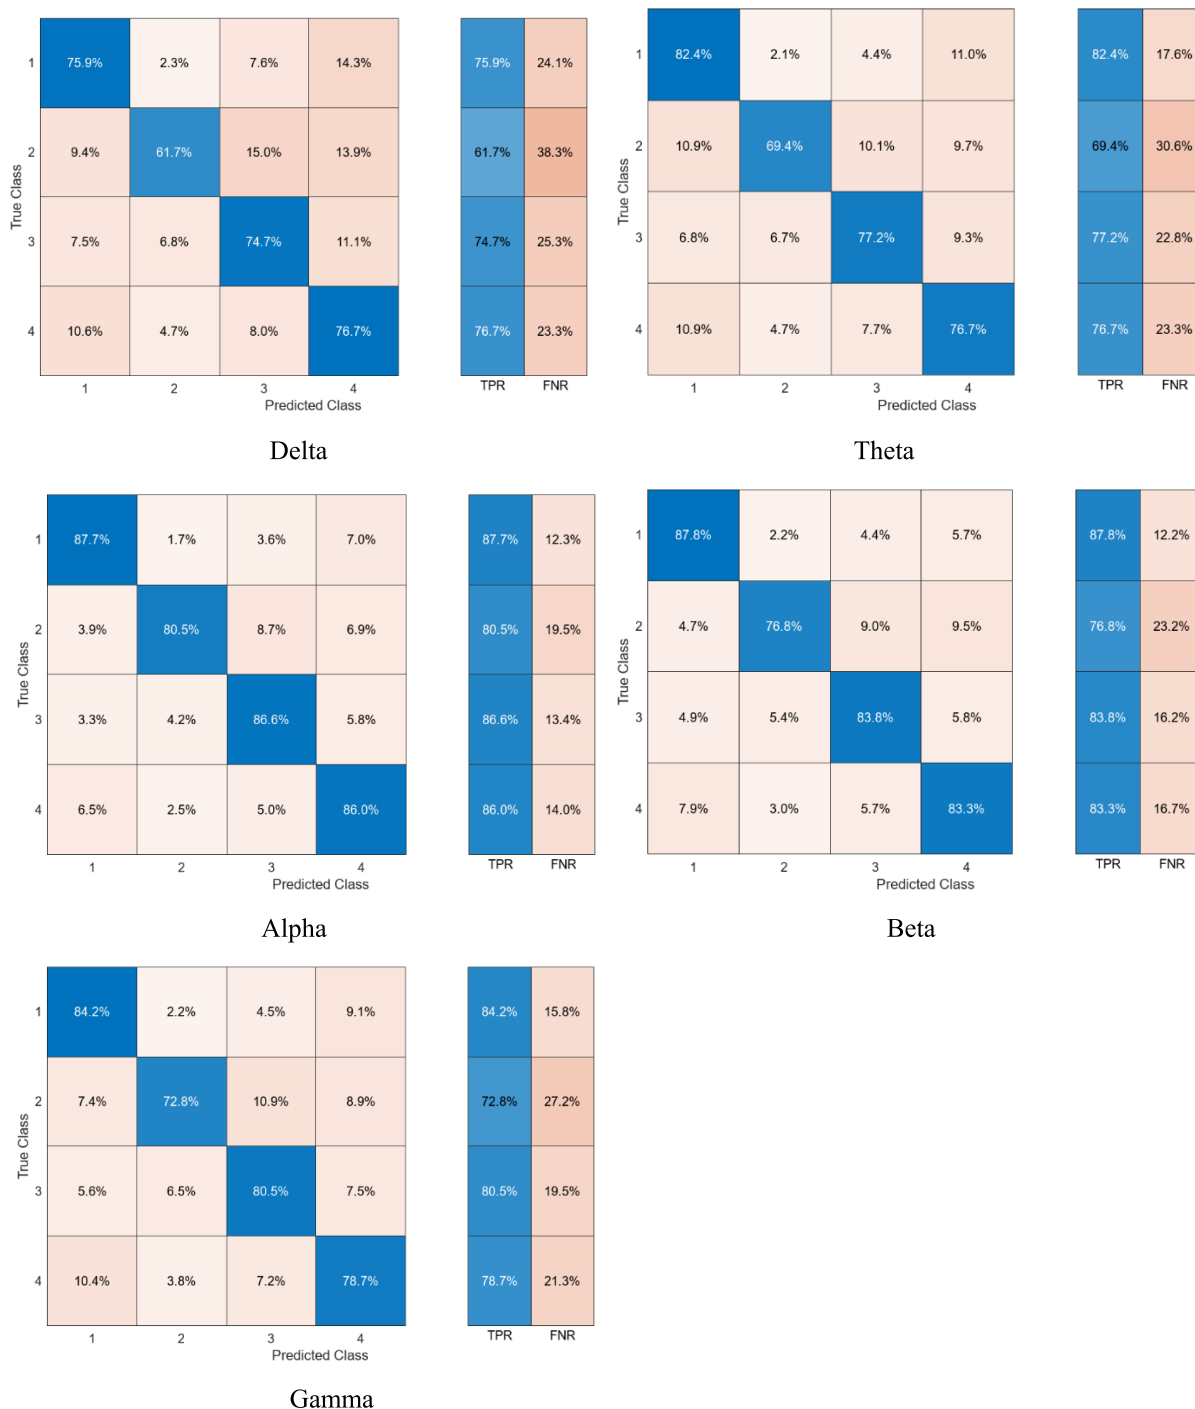 1 75.9% 2.3% 7.6% 14.3% 75.9% 24.1%
2 9.4% 61.7% 15.0% 13.9% 61.7% 38.3%
3 7.5% 6.8% 74.7% 11.1% 74.7% 25.3%
4 10.6% 4.7% 8.0% 76.7% 76.7% 23.3%
True Class
1 2 3 4 TPR FNR
Predicted Class
Delta
1 82.4% 2.1% 4.4% 11.0% 82.4% 17.6%
2 10.9% 69.4% 10.1% 9.7% 69.4% 30.6%
3 6.8% 6.7% 77.2% 9.3% 77.2% 22.8%
4 10.9% 4.7% 7.7% 76.7% 76.7% 23.3%
True Class
1 2 3 4 TPR FNR
Predicted Class
Theta
1 87.7% 1.7% 3.6% 7.0% 87.7% 12.3%
2 3.9% 80.5% 8.7% 6.9% 80.5% 19.5%
3 3.3% 4.2% 86.6% 5.8% 86.6% 13.4%
4 6.5% 2.5% 5.0% 86.0% 86.0% 14.0%
True Class
1 2 3 4 TPR FNR
Predicted Class
Alpha
1 87.8% 2.2% 4.4% 5.7% 87.8% 12.2%
2 4.7% 76.8% 9.0% 9.5% 76.8% 23.2%
3 4.9% 5.4% 83.8% 5.8% 83.8% 16.2%
4 7.9% 3.0% 5.7% 83.3% 83.3% 16.7%
True Class
1 2 3 4 TPR FNR
Predicted Class
Beta
1 84.2% 2.2% 4.5% 9.1% 84.2% 15.8%
2 7.4% 72.8% 10.9% 8.9% 72.8% 27.2%
3 5.6% 6.5% 80.5% 7.5% 80.5% 19.5%
4 10.4% 3.8% 7.2% 78.7% 78.7% 21.3%
True Class
1 2 3 4 TPR FNR
Predicted Class
Gamma